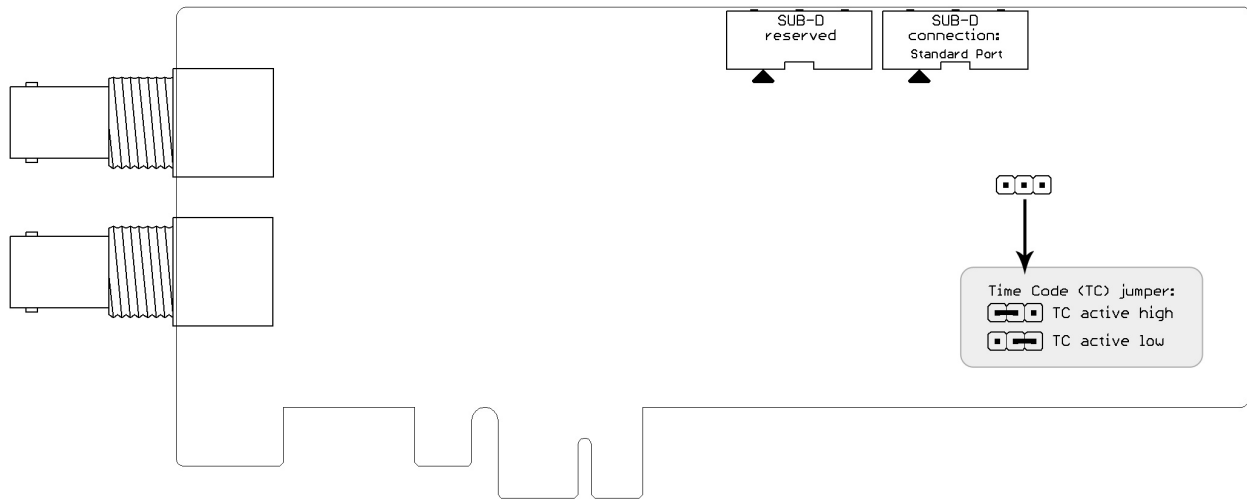 SUB-D
reserved
SUB-D
connection:
Standard Port
Time Code (TC) jumper:
TC active high
TC active low